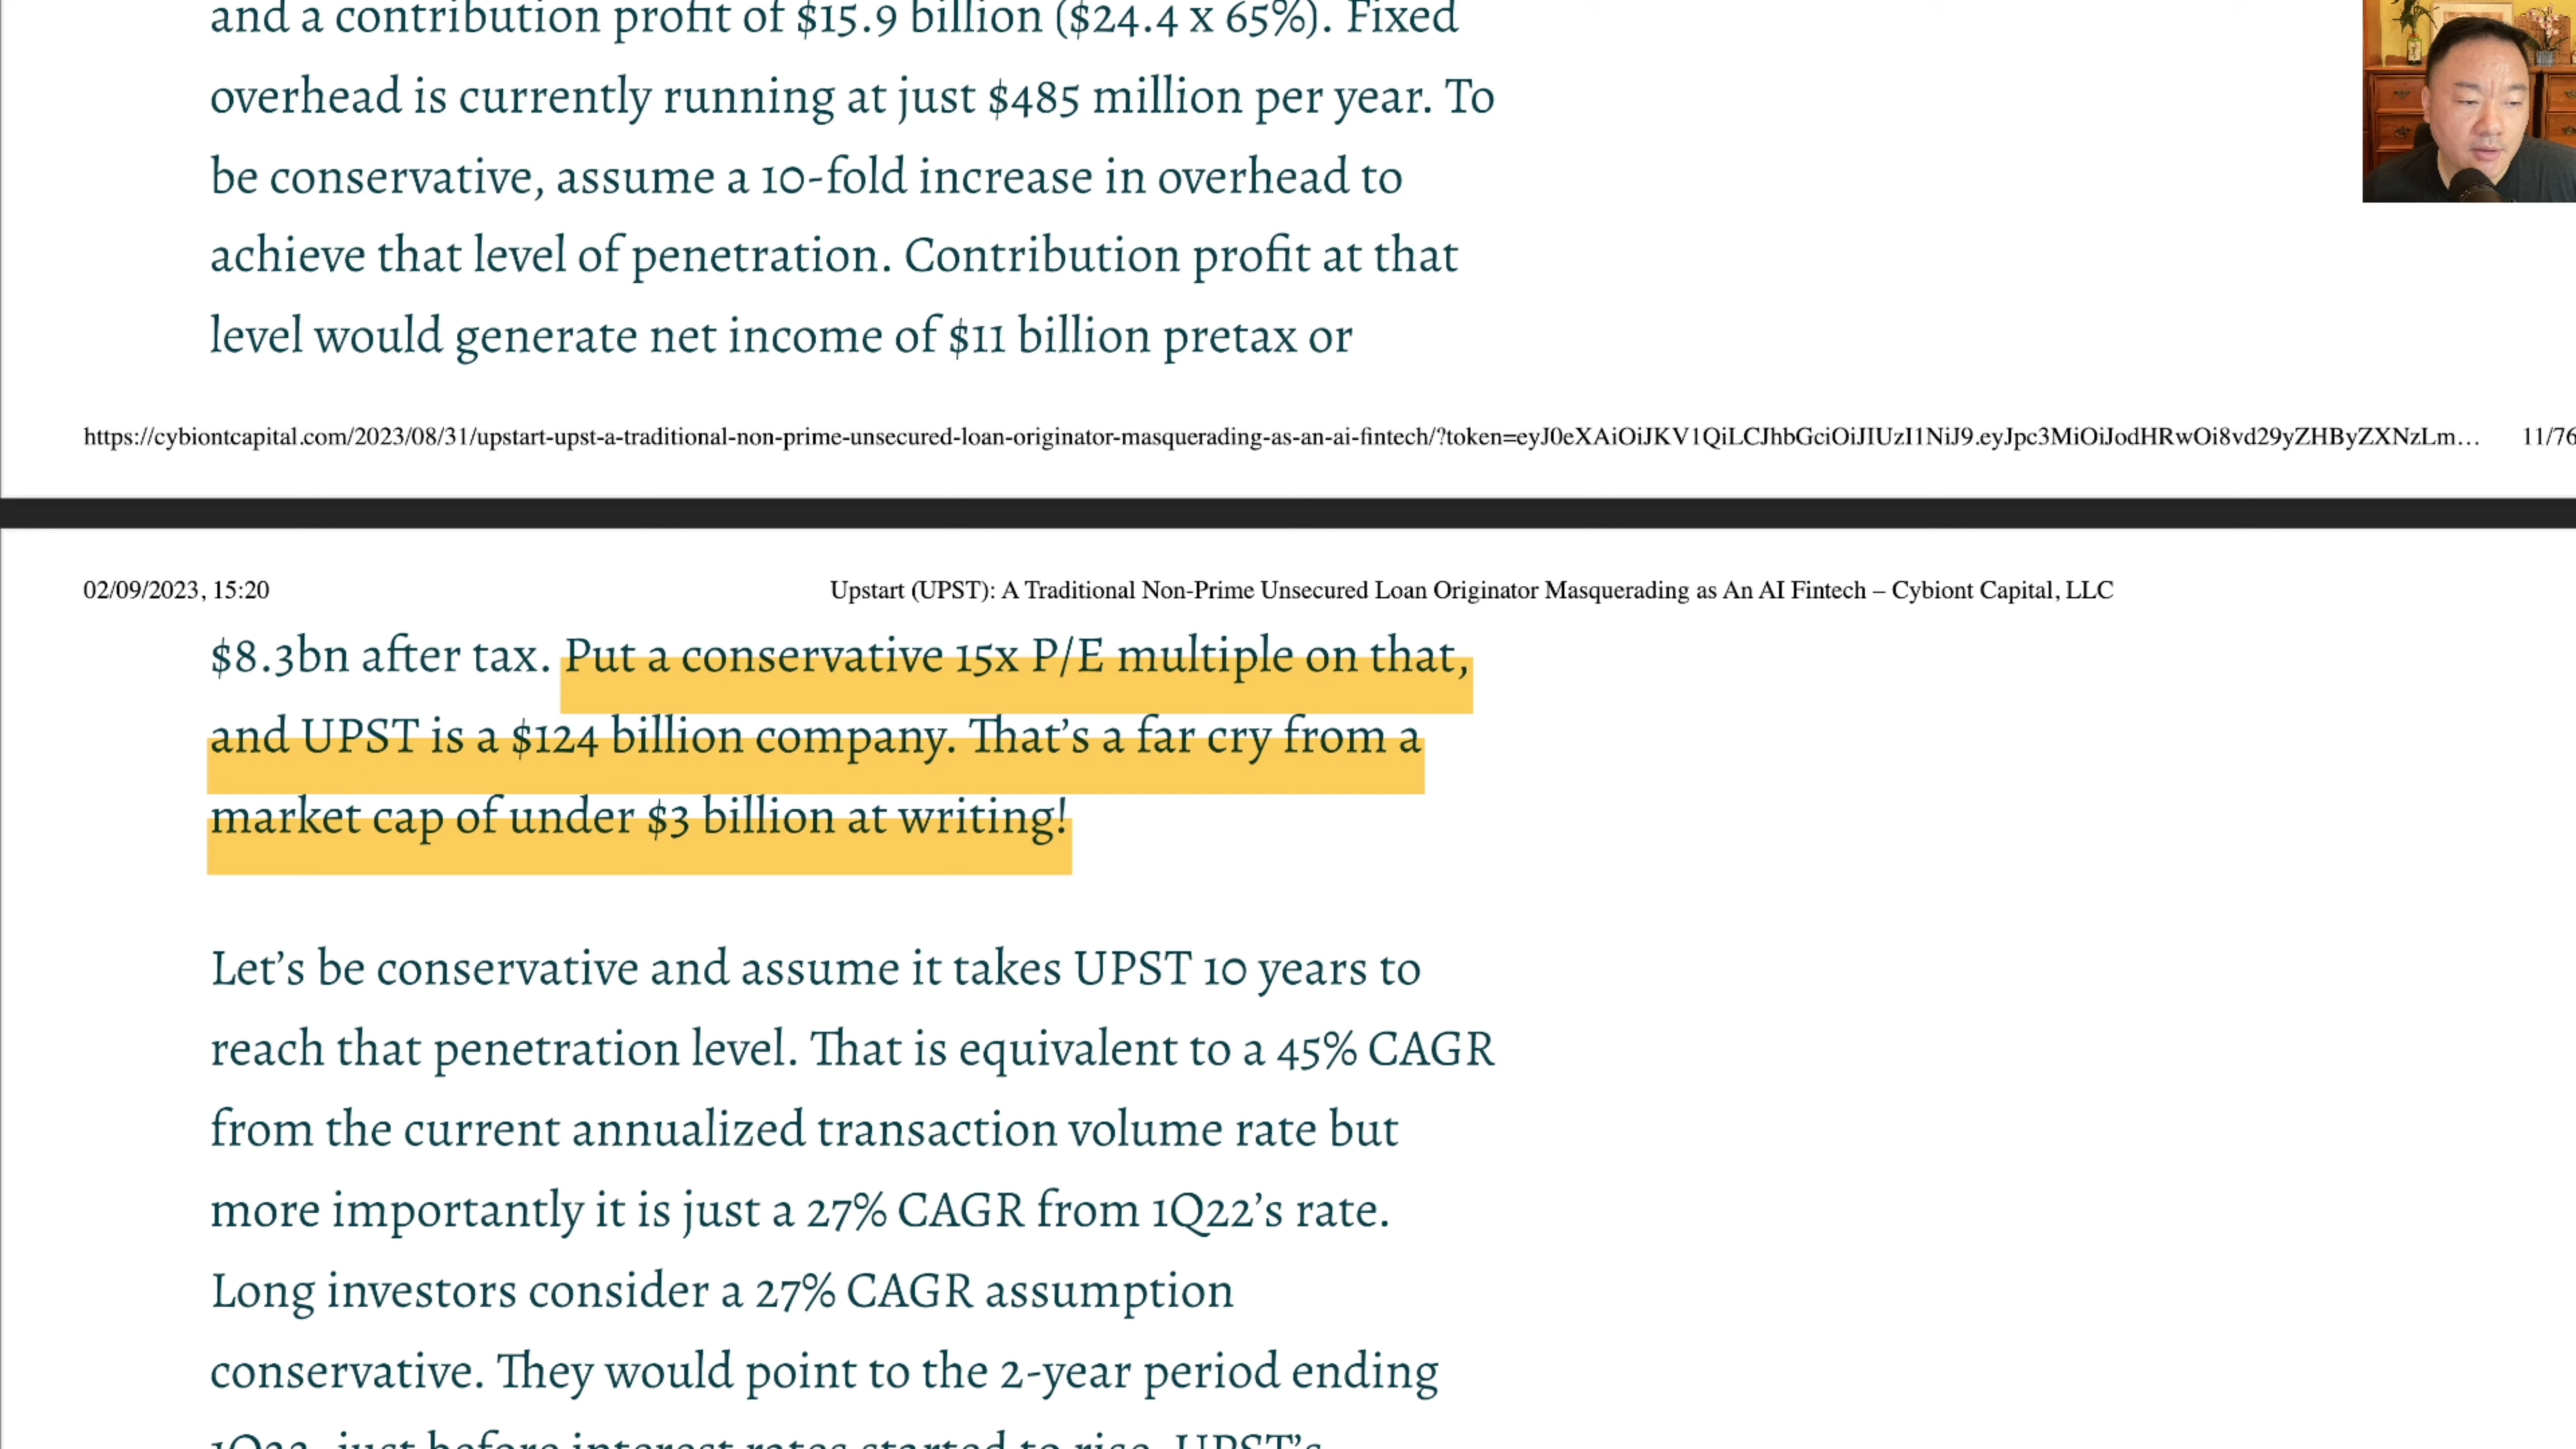 and a contribution profit of $15.9 billion ($24.4 x 65%). Fixed
overhead is currently running at just $485 million per year. To
be conservative, assume a 10-fold increase in overhead to
achieve that level of penetration. Contribution profit at that
level would generate net income of $11 billion pretax or
https://cybiontcapital.com/2023/08/31/upstart-upst-a-traditional-non-prime-unsecured-loan-originator-masquerading-as-an-ai-fintech/?token=eyJ0eXAiOiJKV1QiLCJhbGciOiJIUzI1NiJ9.eyJpc3MiOiJodHRwOi8vd29yZHByZXNzLm… 11/76
02/09/2023, 15:20 Upstart (UPST): A Traditional Non-Prime Unsecured Loan Originator Masquerading as An AI Fintech – Cybiont Capital, LLC
$8.3bn after tax. Put a conservative 15x P/E multiple on that,
and UPST is a $124 billion company. That’s a far cry from a
market cap of under $3 billion at writing!
Let’s be conservative and assume it takes UPST 10 years to
reach that penetration level. That is equivalent to a 45% CAGR
from the current annualized transaction volume rate but
more importantly it is just a 27% CAGR from 1Q22’s rate.
Long investors consider a 27% CAGR assumption
conservative. They would point to the 2-year period ending
1Q22, just before interest rates started to rise. UPST’s